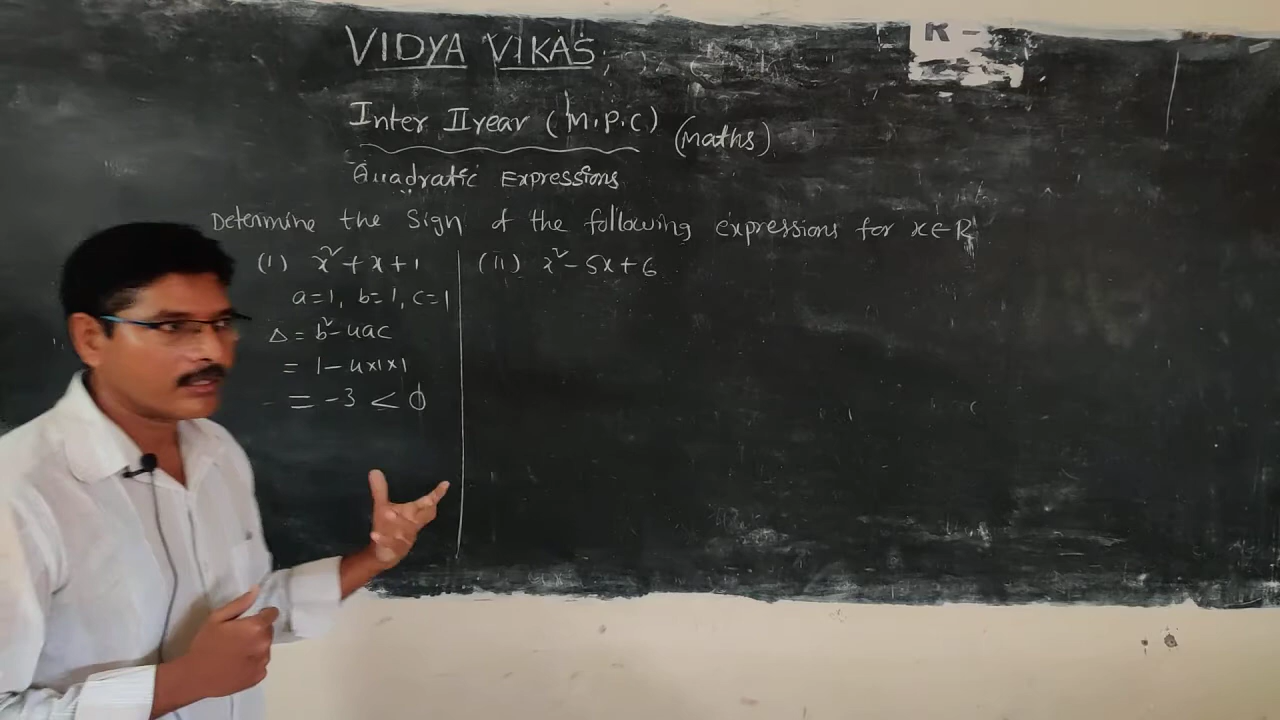 VIDYA VIKAS
R -
Inter II year (M.P.C) (Maths)
Quadratic Expressions
Determine the Sign of the following expressions for x∈R
(i) x²+x+1
a=1, b=1, c=1
Δ = b²-4ac
= 1-4×1×1
= -3 < 0
(ii) x²-5x+6